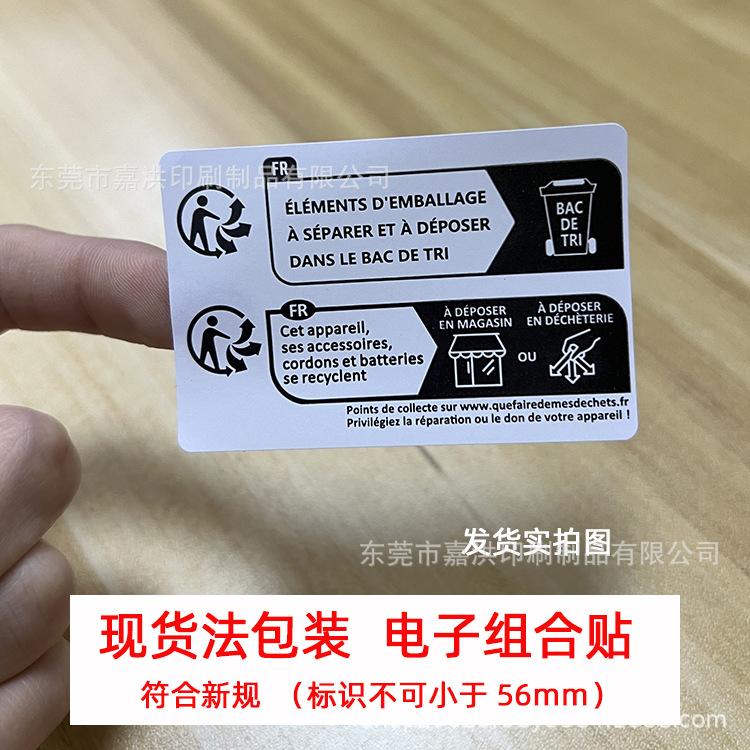 东莞市嘉洪印刷制品有限公司
FR
ÉLÉMENTS D'EMBALLAGE
À SÉPARER ET À DÉPOSER
DANS LE BAC DE TRI
BAC
DE
TRI
FR
Cet appareil,
ses accessoires,
cordons et batteries
se recyclent
À DÉPOSER
EN MAGASIN
OU
À DÉPOSER
EN DÉCHÈTERIE
Points de collecte sur www.quefairedemesdechets.fr
Privilégiez la réparation ou le don de votre appareil !
发货实拍图
东莞市嘉洪印刷制品有限公司
现货法包装 电子组合贴
符合新规 （标识不可小于 56mm）